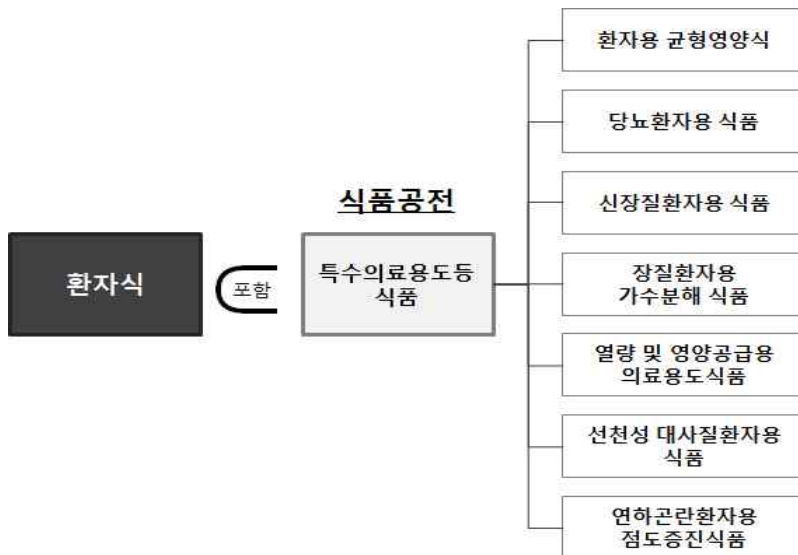 환자용 균형영양식
당뇨환자용 식품
식품공전
신장질환자용 식품
환자식
포함
특수의료용도등
식품
장질환자용
가수분해 식품
열량 및 영양공급용
의료용도식품
선천성 대사질환자용
식품
연하곤란환자용
점도증진식품